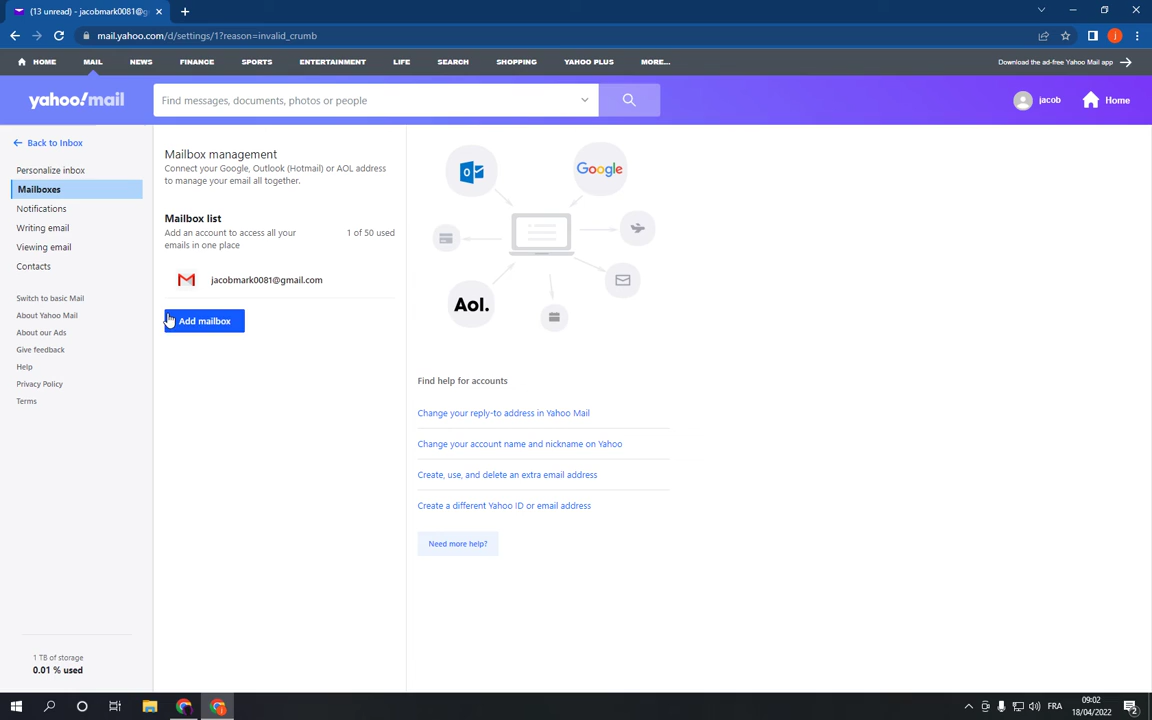 (13 unread) - jacobmark0081@g
mail.yahoo.com/d/settings/1?reason=invalid_crumb
HOME MAIL NEWS FINANCE SPORTS ENTERTAINMENT LIFE SEARCH SHOPPING YAHOO PLUS MORE... Download the ad-free Yahoo Mail app
yahoo!mail Find messages, documents, photos or people jacob Home
Back to Inbox
Personalize inbox
Mailboxes
Notifications
Writing email
Viewing email
Contacts
Switch to basic Mail
About Yahoo Mail
About our Ads
Give feedback
Help
Privacy Policy
Terms
1 TB of storage
0.01 % used
Mailbox management
Connect your Google, Outlook (Hotmail) or AOL address
to manage your email all together.
Mailbox list
Add an account to access all your 1 of 50 used
emails in one place
jacobmark0081@gmail.com
Add mailbox
Google
Aol.
Find help for accounts
Change your reply-to address in Yahoo Mail
Change your account name and nickname on Yahoo
Create, use, and delete an extra email address
Create a different Yahoo ID or email address
Need more help?
FRA
09:02
18/04/2022
2